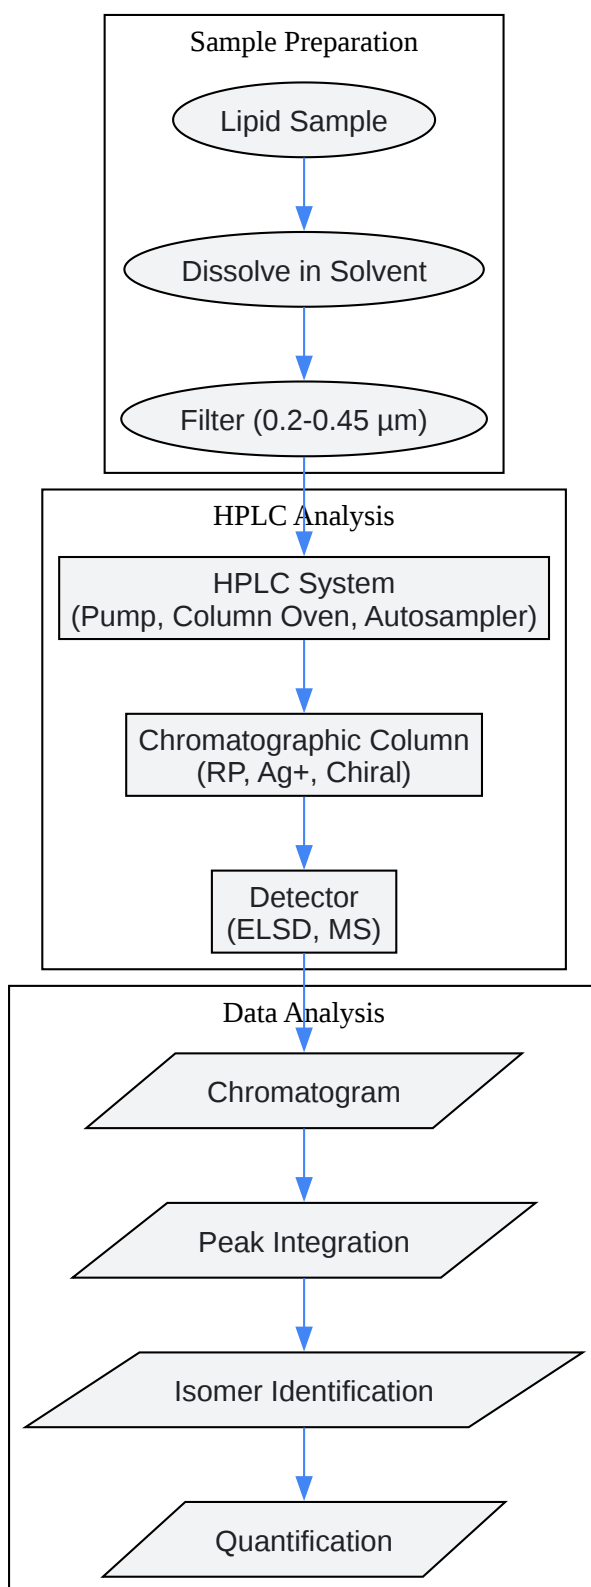 Sample Preparation
Lipid Sample
Dissolve in Solvent
Filter (0.2-0.45 µm)
HPLC Analysis
HPLC System
(Pump, Column Oven, Autosampler)
Chromatographic Column
(RP, Ag+, Chiral)
Detector
(ELSD, MS)
Data Analysis
Chromatogram
Peak Integration
Isomer Identification
Quantification